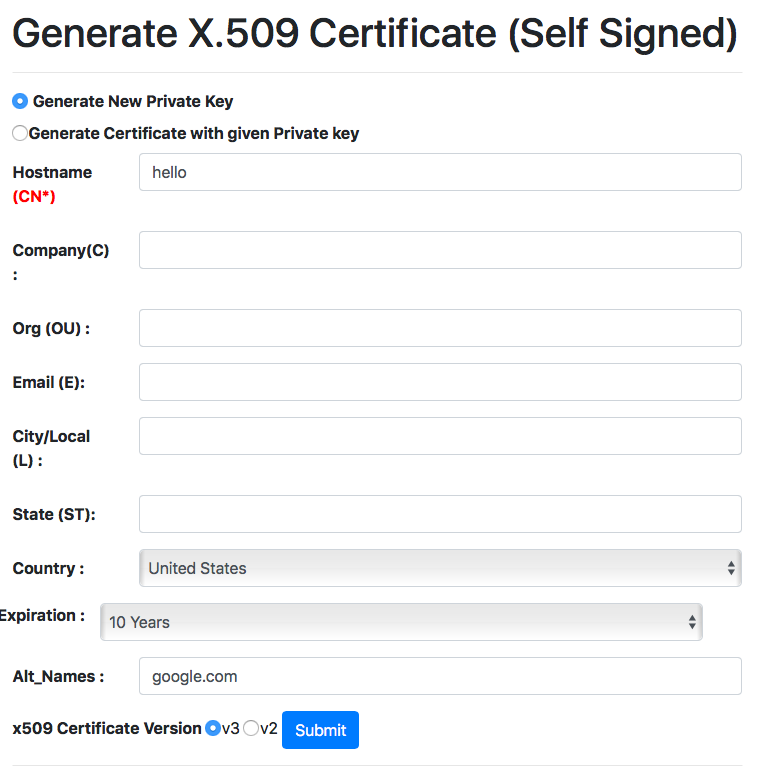 Generate X.509 Certificate (Self Signed)
Generate New Private Key
Generate Certificate with given Private key
Hostname
(CN*)
hello
Company(C)
:
Org (OU) :
Email (E):
City/Local
(L) :
State (ST):
Country :
United States
Expiration :
10 Years
Alt_Names :
google.com
x509 Certificate Version v3 v2 Submit